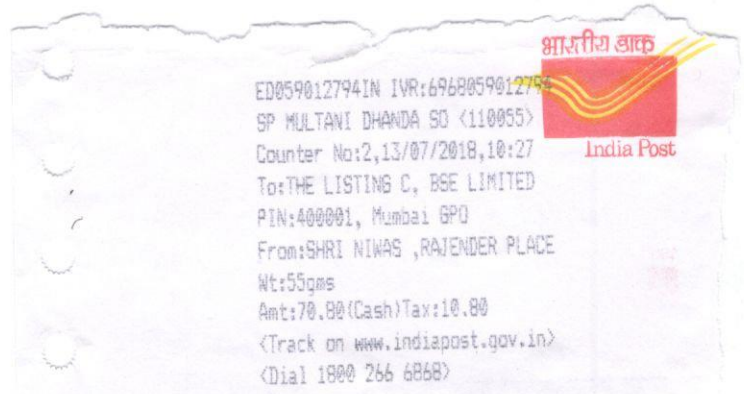 भारतीय डाक
ED059012794IN IVR:6968059012794
SP MULTANI DHANDA SO <110055>
Counter No:2,13/07/2018,10:27
India Post
To:THE LISTING C, BSE LIMITED
PIN:400001, Mumbai GPO
From:SHRI NIWAS ,RAJENDER PLACE
Wt:55gms
Amt:70.80(Cash)Tax:10.80
<Track on www.indiapost.gov.in>
<Dial 1800 266 6868>